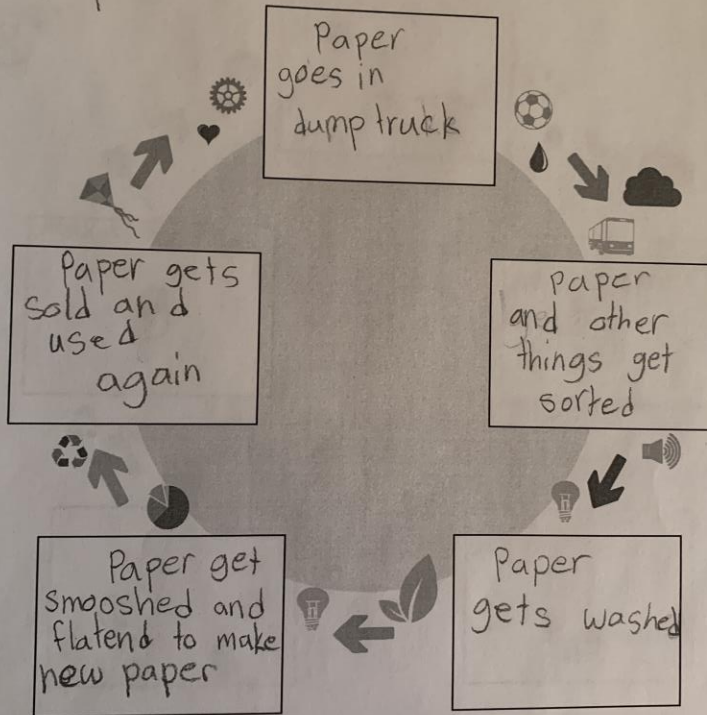 Paper
goes in
dump truck
paper
and other
things get
sorted
Paper
gets washed
Paper get
smooshed and
flatend to make
new paper
Paper gets
sold and
used
again